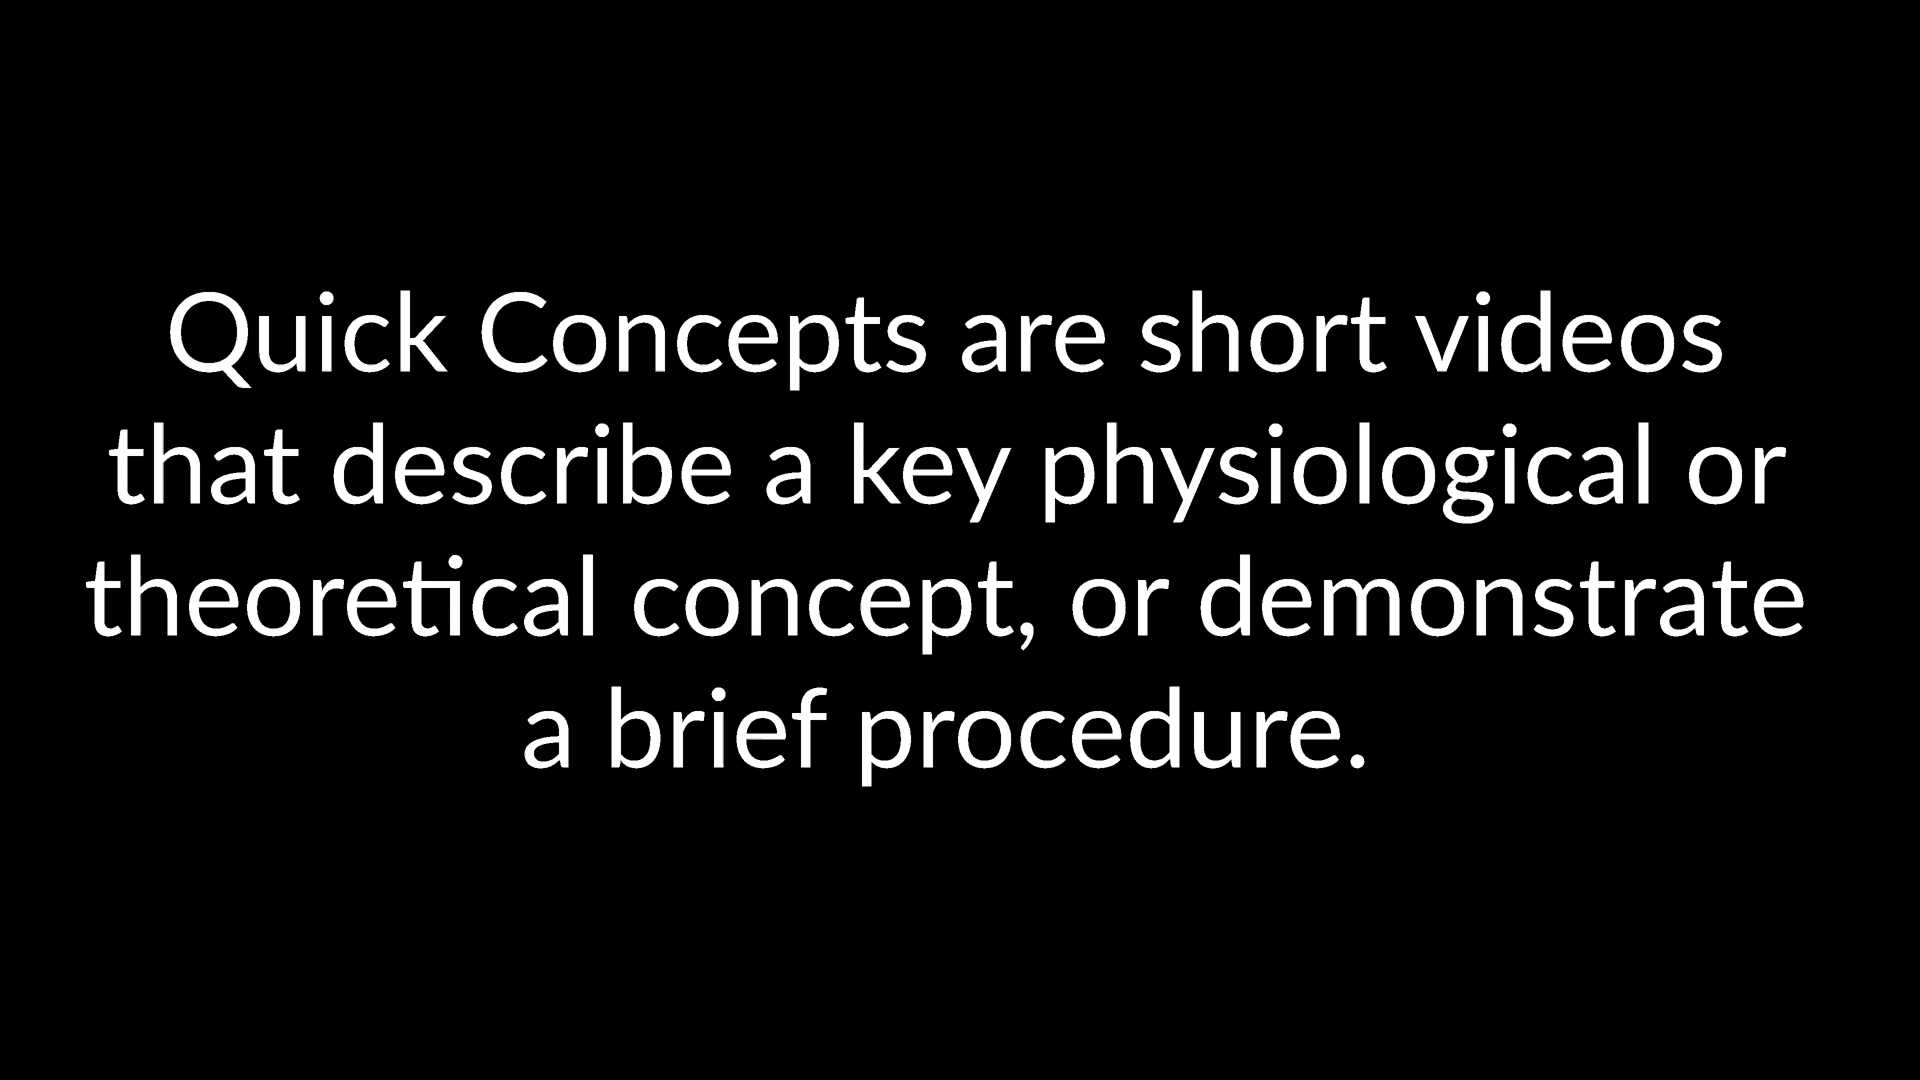 Quick Concepts are short videos
that describe a key physiological or
theoretical concept, or demonstrate
a brief procedure.